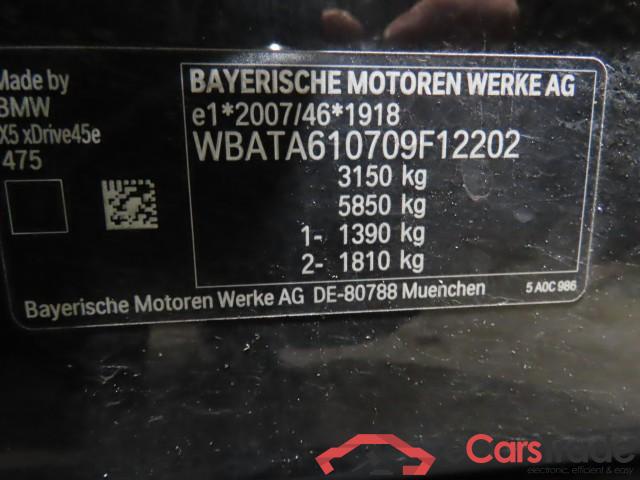 Made by
BMW
X5 xDrive45e
475
BAYERISCHE MOTOREN WERKE AG
e1*2007/46*1918
WBATA610709F12202
3150 kg
5850 kg
1- 1390 kg
2- 1810 kg
Bayerische Motoren Werke AG DE-80788 Muenchen
5 A0C 986
CarsTrade
electronic, efficient & easy